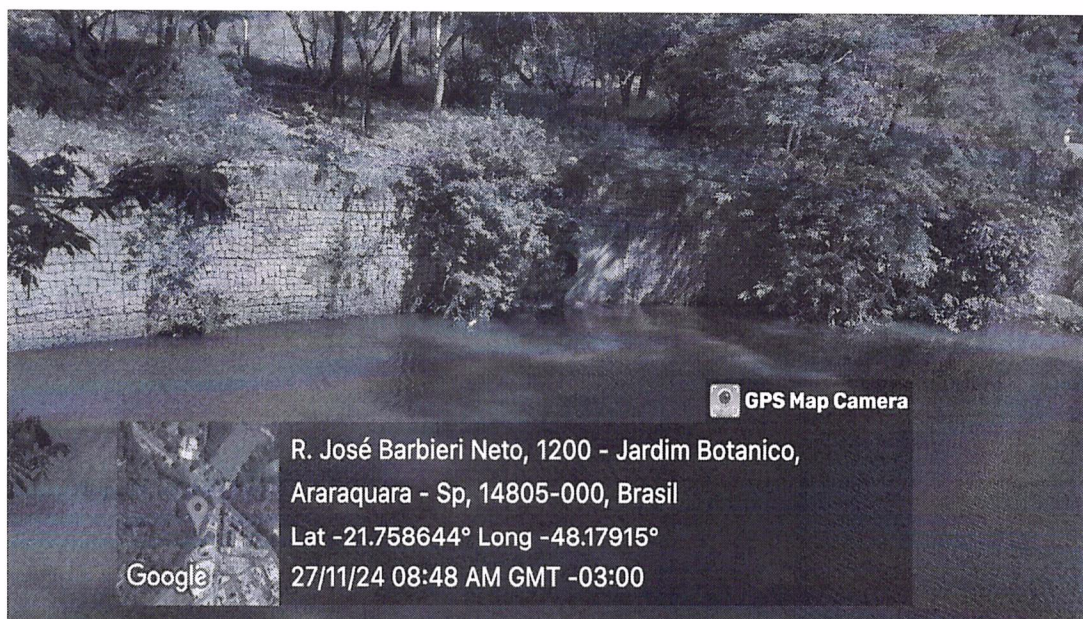 GPS Map Camera
R. José Barbieri Neto, 1200 - Jardim Botanico,
Araraquara - Sp, 14805-000, Brasil
Lat -21.758644° Long -48.17915°
27/11/24 08:48 AM GMT -03:00
Google